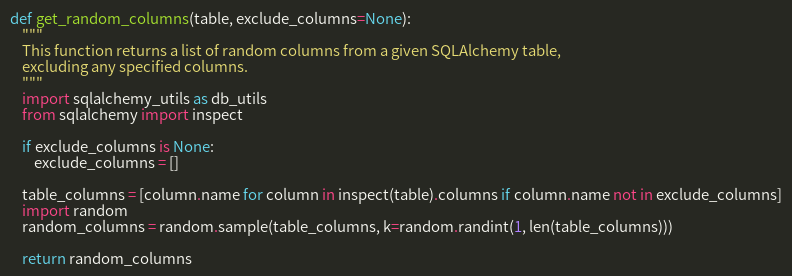 def get_random_columns(table, exclude_columns=None):
    """
    This function returns a list of random columns from a given SQLAlchemy table,
    excluding any specified columns.
    """
    import sqlalchemy_utils as db_utils
    from sqlalchemy import inspect

    if exclude_columns is None:
        exclude_columns = []

    table_columns = [column.name for column in inspect(table).columns if column.name not in exclude_columns]
    import random
    random_columns = random.sample(table_columns, k=random.randint(1, len(table_columns)))

    return random_columns